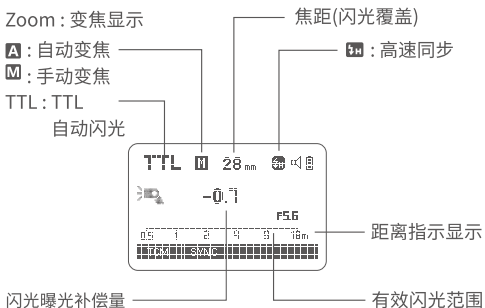 Zoom : 变焦显示
焦距(闪光覆盖)
A : 自动变焦
M : 手动变焦
H : 高速同步
TTL : TTL
自动闪光
TTL M 28 mm H
-0.7
F5.6
0.5 1 2 4 9 18m
TCM SYNC
距离指示显示
闪光曝光补偿量
有效闪光范围